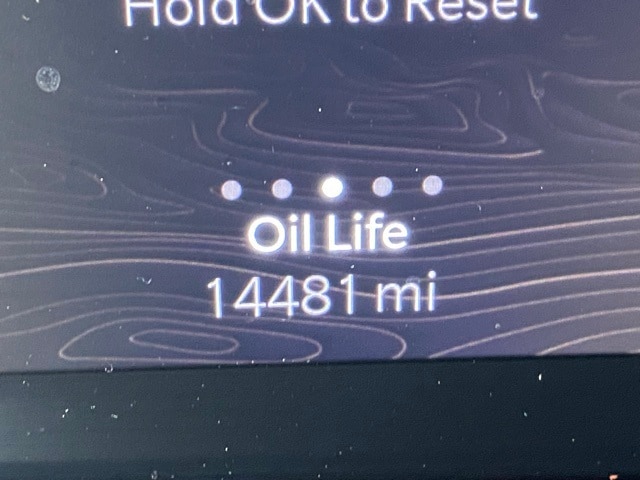 Hold OK to Reset
Oil Life
14481 mi